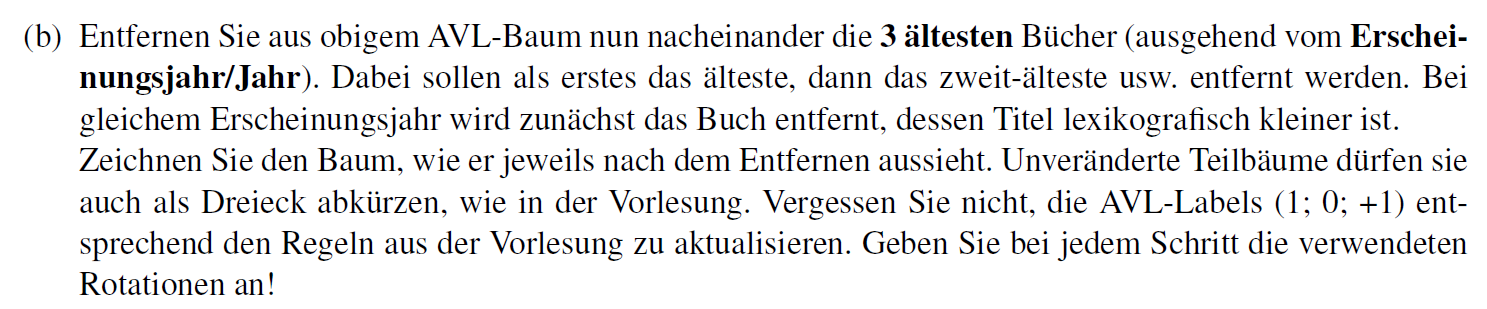 (b) Entfernen Sie aus obigem AVL-Baum nun nacheinander die 3 ältesten Bücher (ausgehend vom Erschei-
nungsjahr/Jahr). Dabei sollen als erstes das älteste, dann das zweit-älteste usw. entfernt werden. Bei
gleichem Erscheinungsjahr wird zunächst das Buch entfernt, dessen Titel lexikografisch kleiner ist.
Zeichnen Sie den Baum, wie er jeweils nach dem Entfernen aussieht. Unveränderte Teilbäume dürfen sie
auch als Dreieck abkürzen, wie in der Vorlesung. Vergessen Sie nicht, die AVL-Labels (1; 0; +1) ent-
sprechend den Regeln aus der Vorlesung zu aktualisieren. Geben Sie bei jedem Schritt die verwendeten
Rotationen an!